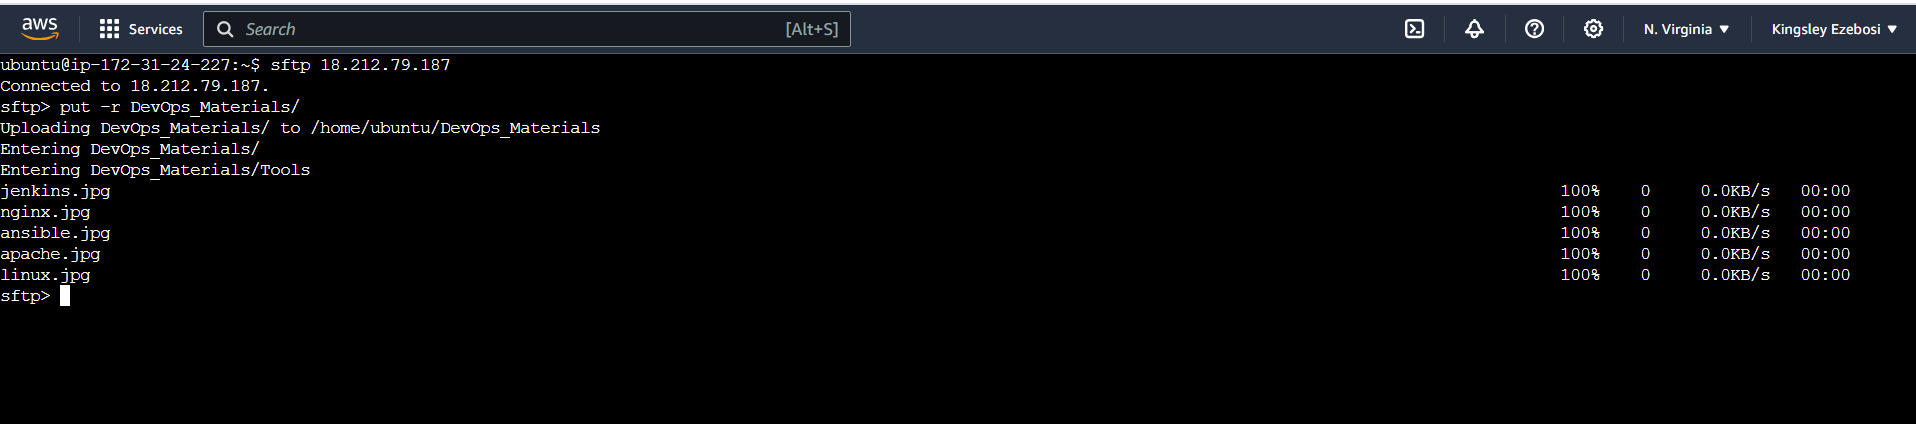 aws Services Search [Alt+S] N. Virginia Kingsley Ezebosi
ubuntu@ip-172-31-24-227:~$ sftp 18.212.79.187
Connected to 18.212.79.187.
sftp> put -r DevOps_Materials/
Uploading DevOps_Materials/ to /home/ubuntu/DevOps_Materials
Entering DevOps_Materials/
Entering DevOps_Materials/Tools
jenkins.jpg 100% 0 0.0KB/s 00:00
nginx.jpg 100% 0 0.0KB/s 00:00
ansible.jpg 100% 0 0.0KB/s 00:00
apache.jpg 100% 0 0.0KB/s 00:00
linux.jpg 100% 0 0.0KB/s 00:00
sftp>